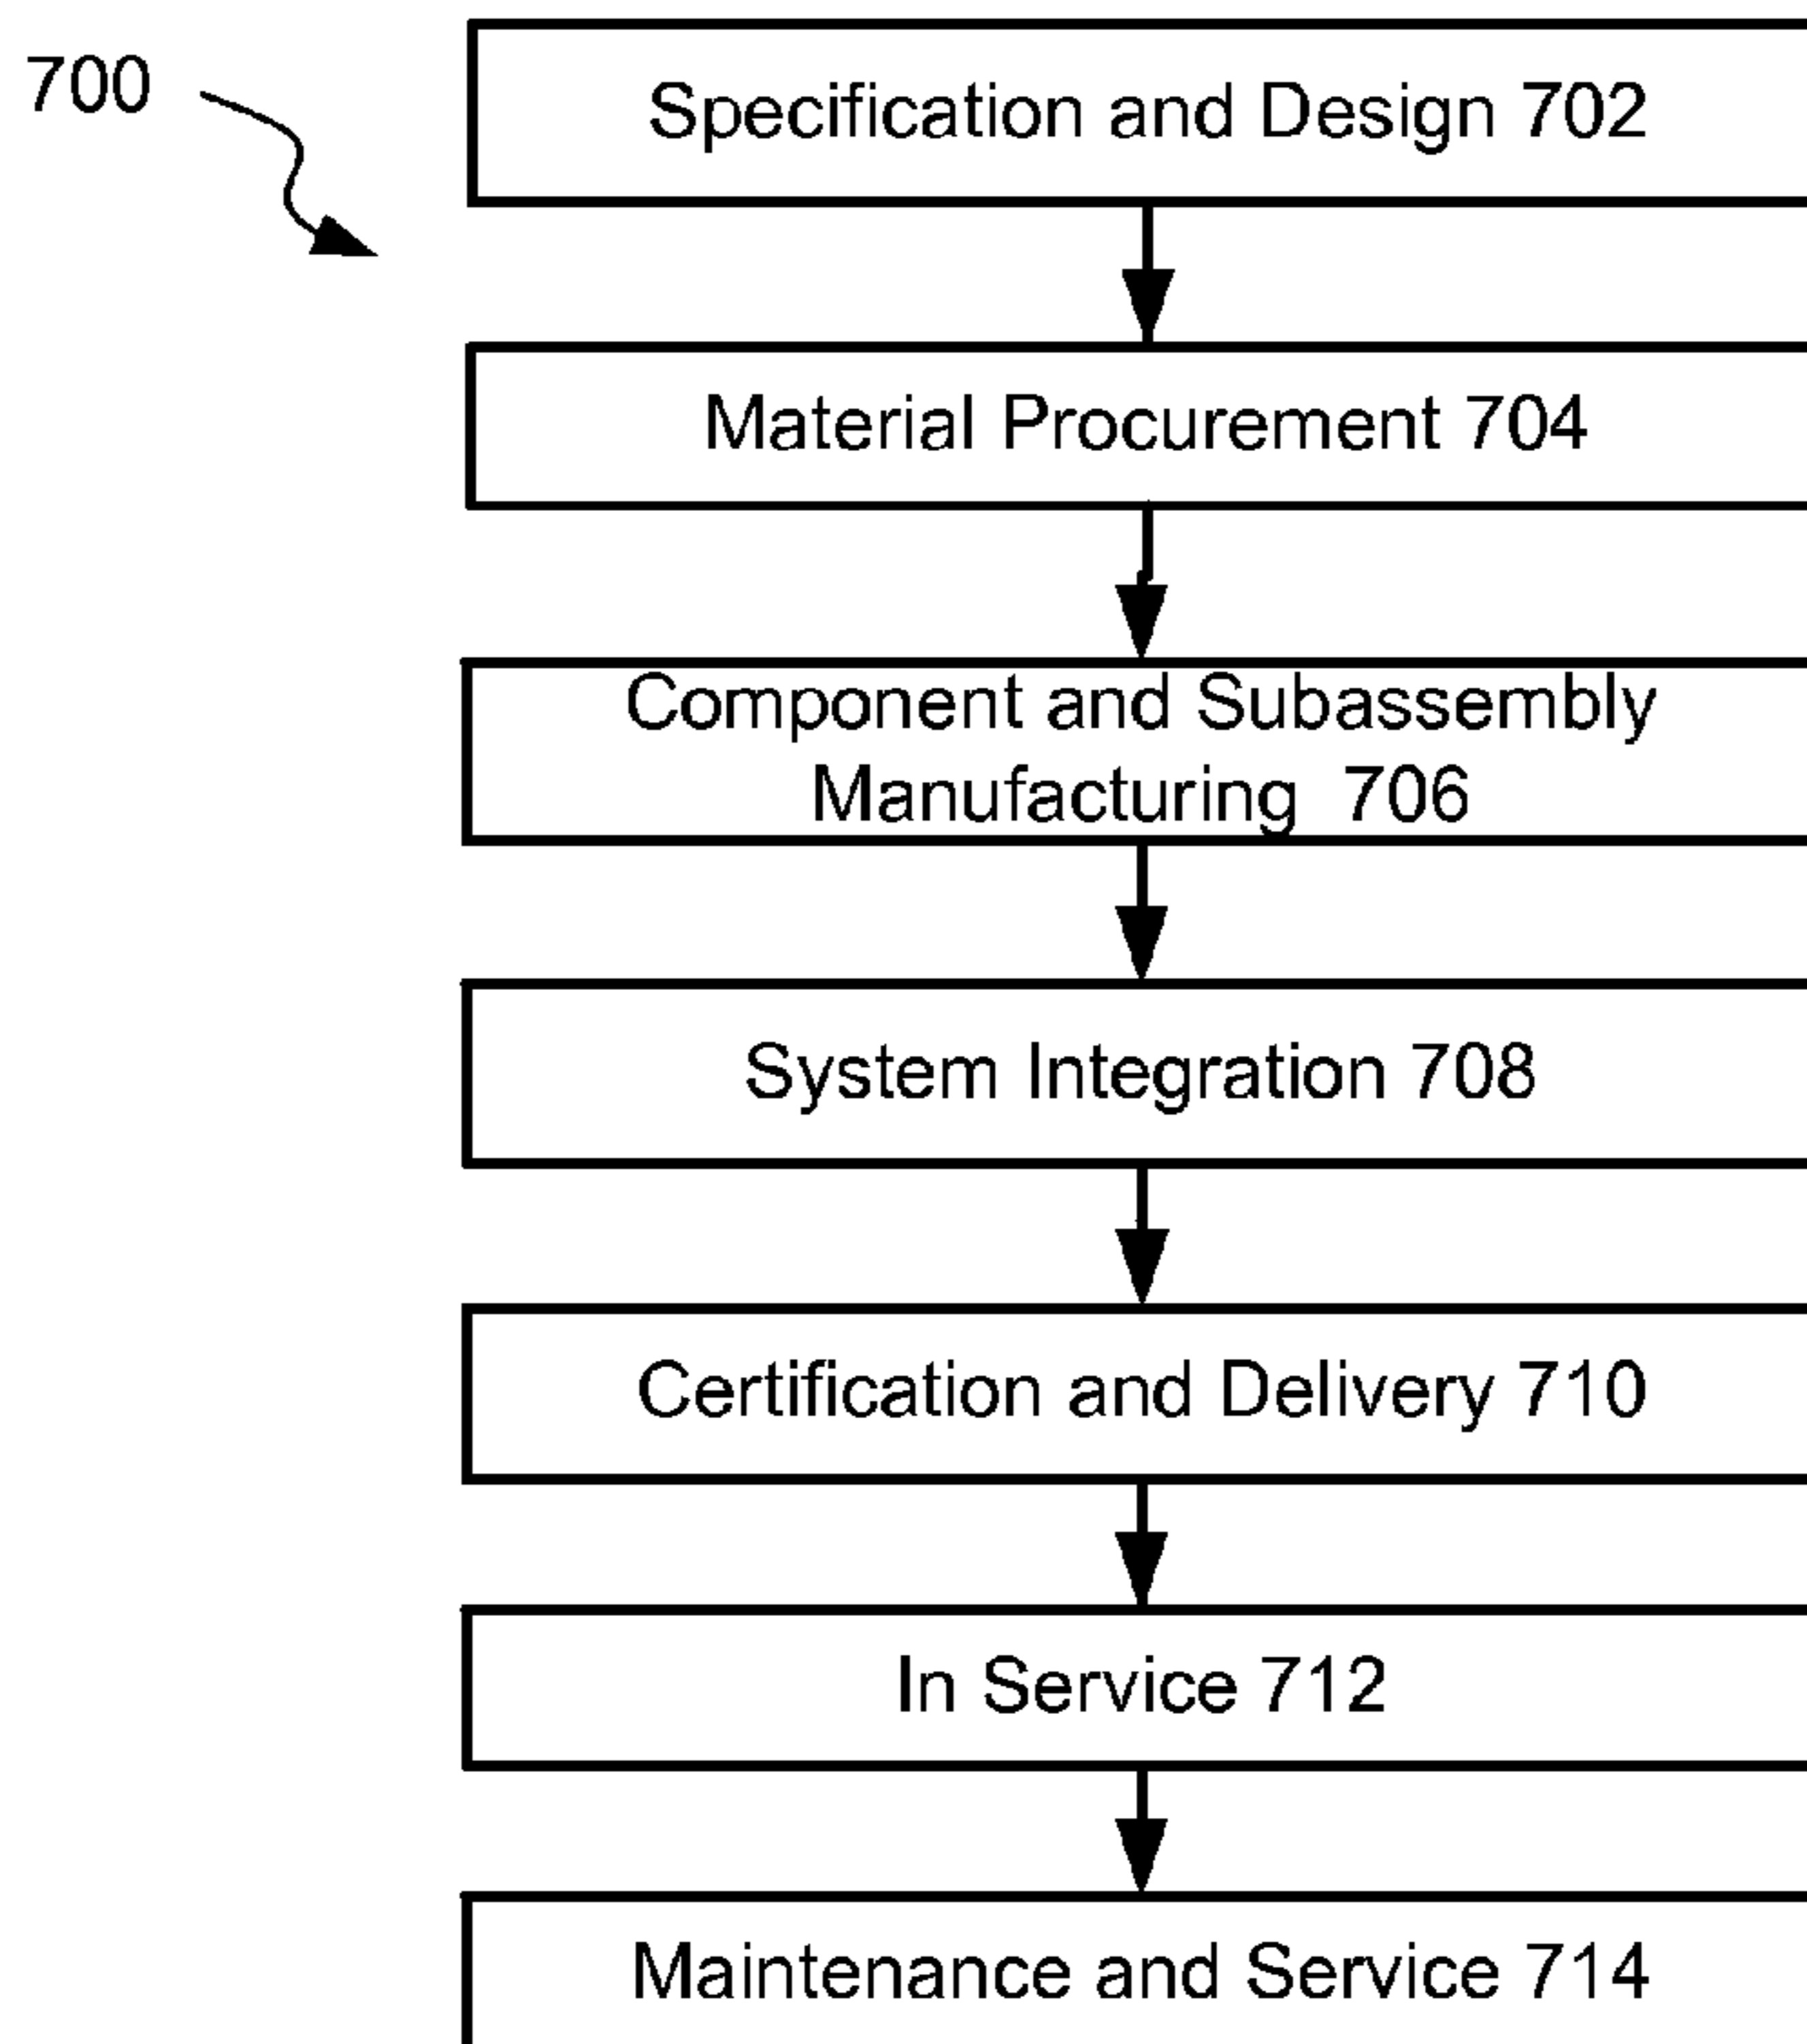 700
Specification and Design 702
Material Procurement 704
Component and Subassembly
Manufacturing 706
System Integration 708
Certification and Delivery 710
In Service 712
Maintenance and Service 714